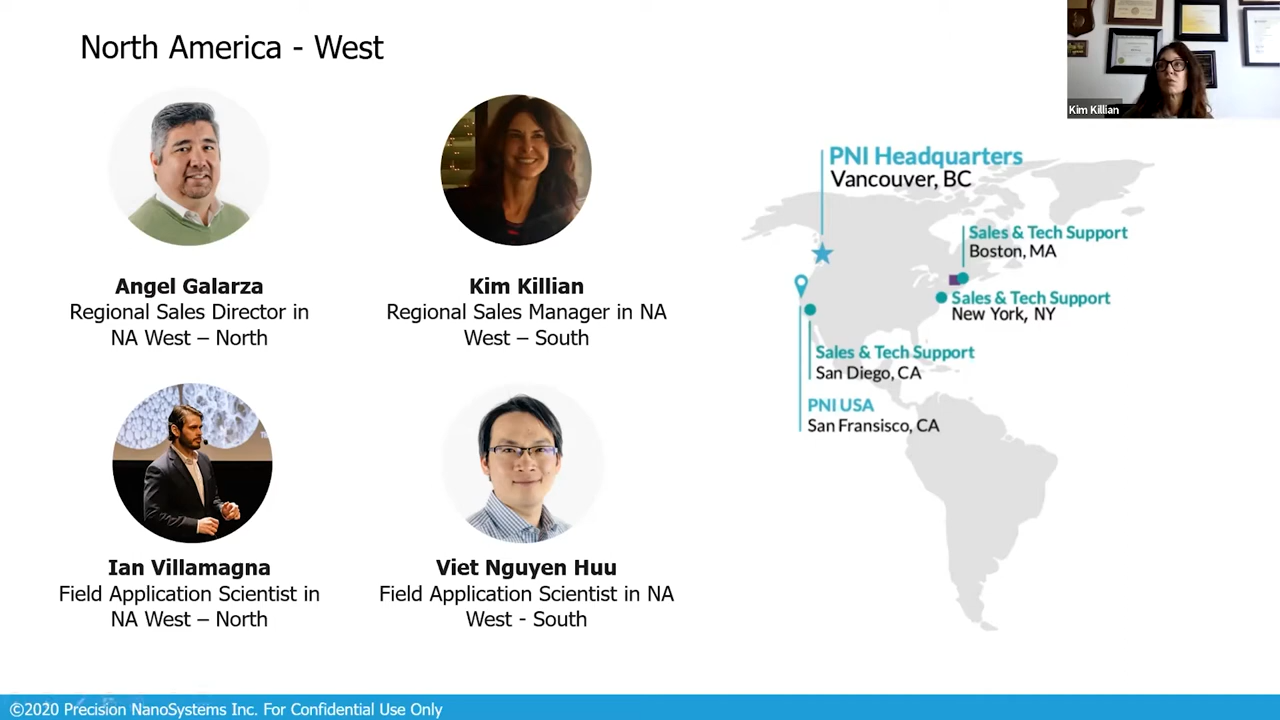 North America - West
Kim Killian
Angel Galarza
Regional Sales Director in
NA West – North
Kim Killian
Regional Sales Manager in NA
West – South
Ian Villamagna
Field Application Scientist in
NA West – North
Viet Nguyen Huu
Field Application Scientist in NA
West - South
PNI Headquarters
Vancouver, BC
Sales & Tech Support
Boston, MA
Sales & Tech Support
New York, NY
Sales & Tech Support
San Diego, CA
PNI USA
San Fransisco, CA
©2020 Precision NanoSystems Inc. For Confidential Use Only